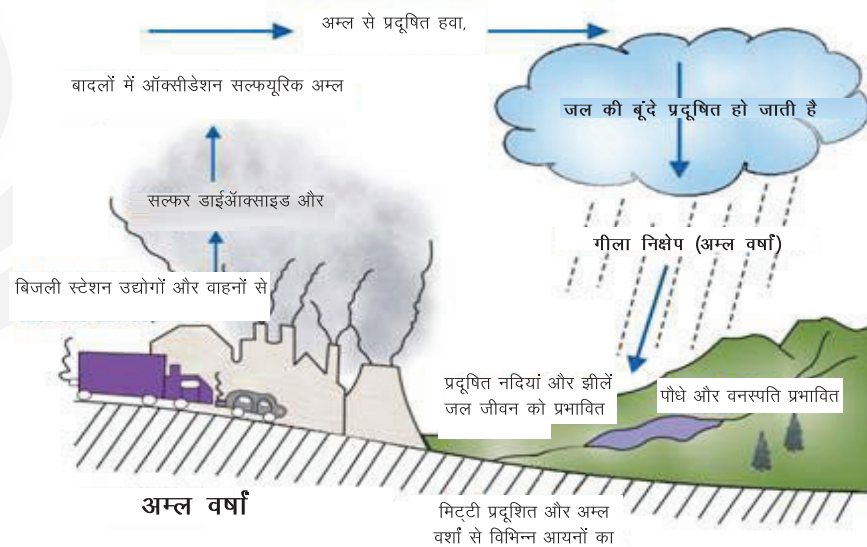 अम्ल से प्रदूषित हवा,
बादलों में ऑक्सीडेशन सल्फयूरिक अम्ल
जल की बूंदे प्रदूषित हो जाती है
सल्फर डाईऑक्साइड और
गीला निक्षेप (अम्ल वर्षां)
बिजली स्टेशन उद्योगों और वाहनों से
प्रदूषित नदियां और झीलें
जल जीवन को प्रभावित
पौधे और वनस्पति प्रभावित
अम्ल वर्षां
मिट्टी प्रदूशित और अम्ल
वर्शा से विभिन्न आयनों का